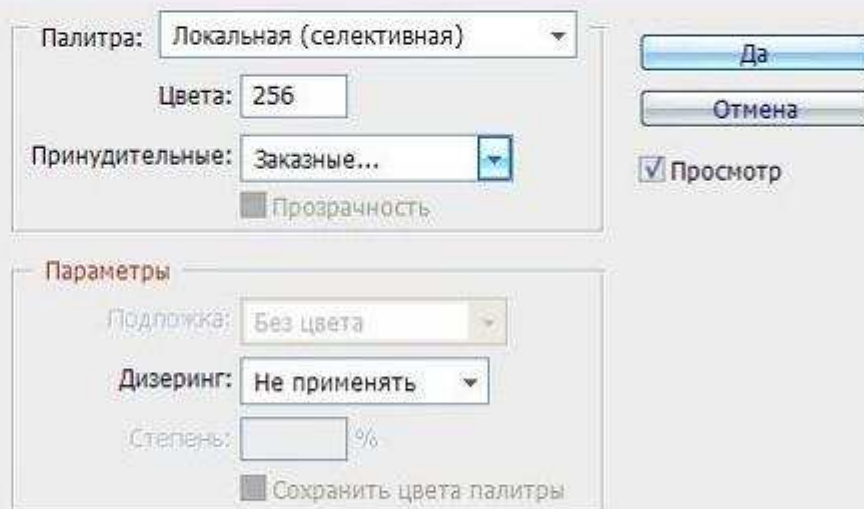 Палитра: Локальная (селективная)
Да
Цвета: 256
Отмена
Принудительные: Заказные...
Просмотр
Прозрачность
Параметры
Подложка: Без цвета
Дизеринг: Не применять
Степень: %
Сохранить цвета палитры